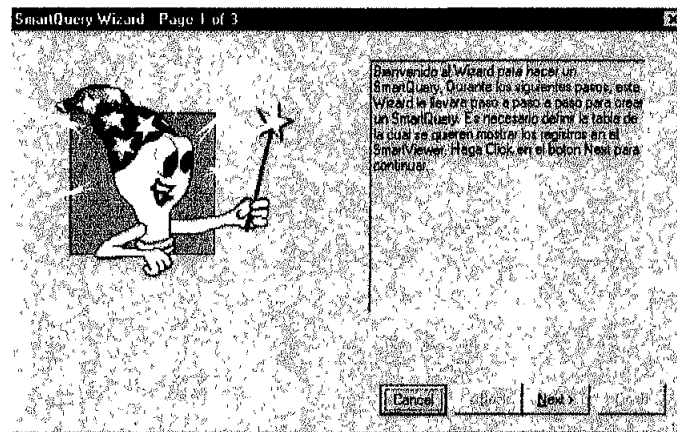 SmartQuery Wizard - Page 1 of 3
Bienvenido al Wizard para hacer un
SmartQuery. Durante los siguientes pasos, este
Wizard le llevara paso a paso a paso para crear
un SmartQuery. Es necesario definir la tabla de
la cual se quieren mostrar los registros en el
SmartViewer. Haga Click en el boton Next para
continuar.
Cancel < Back Next >